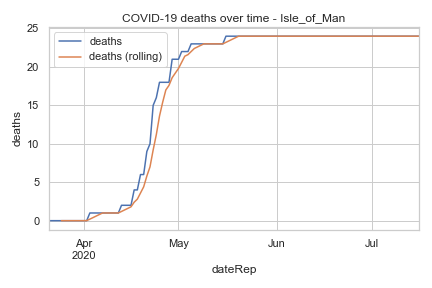 COVID-19 deaths over time - Isle_of_Man
deaths
deaths (rolling)
25
20
15
10
5
0
deaths
Apr
2020
May
Jun
Jul
dateRep